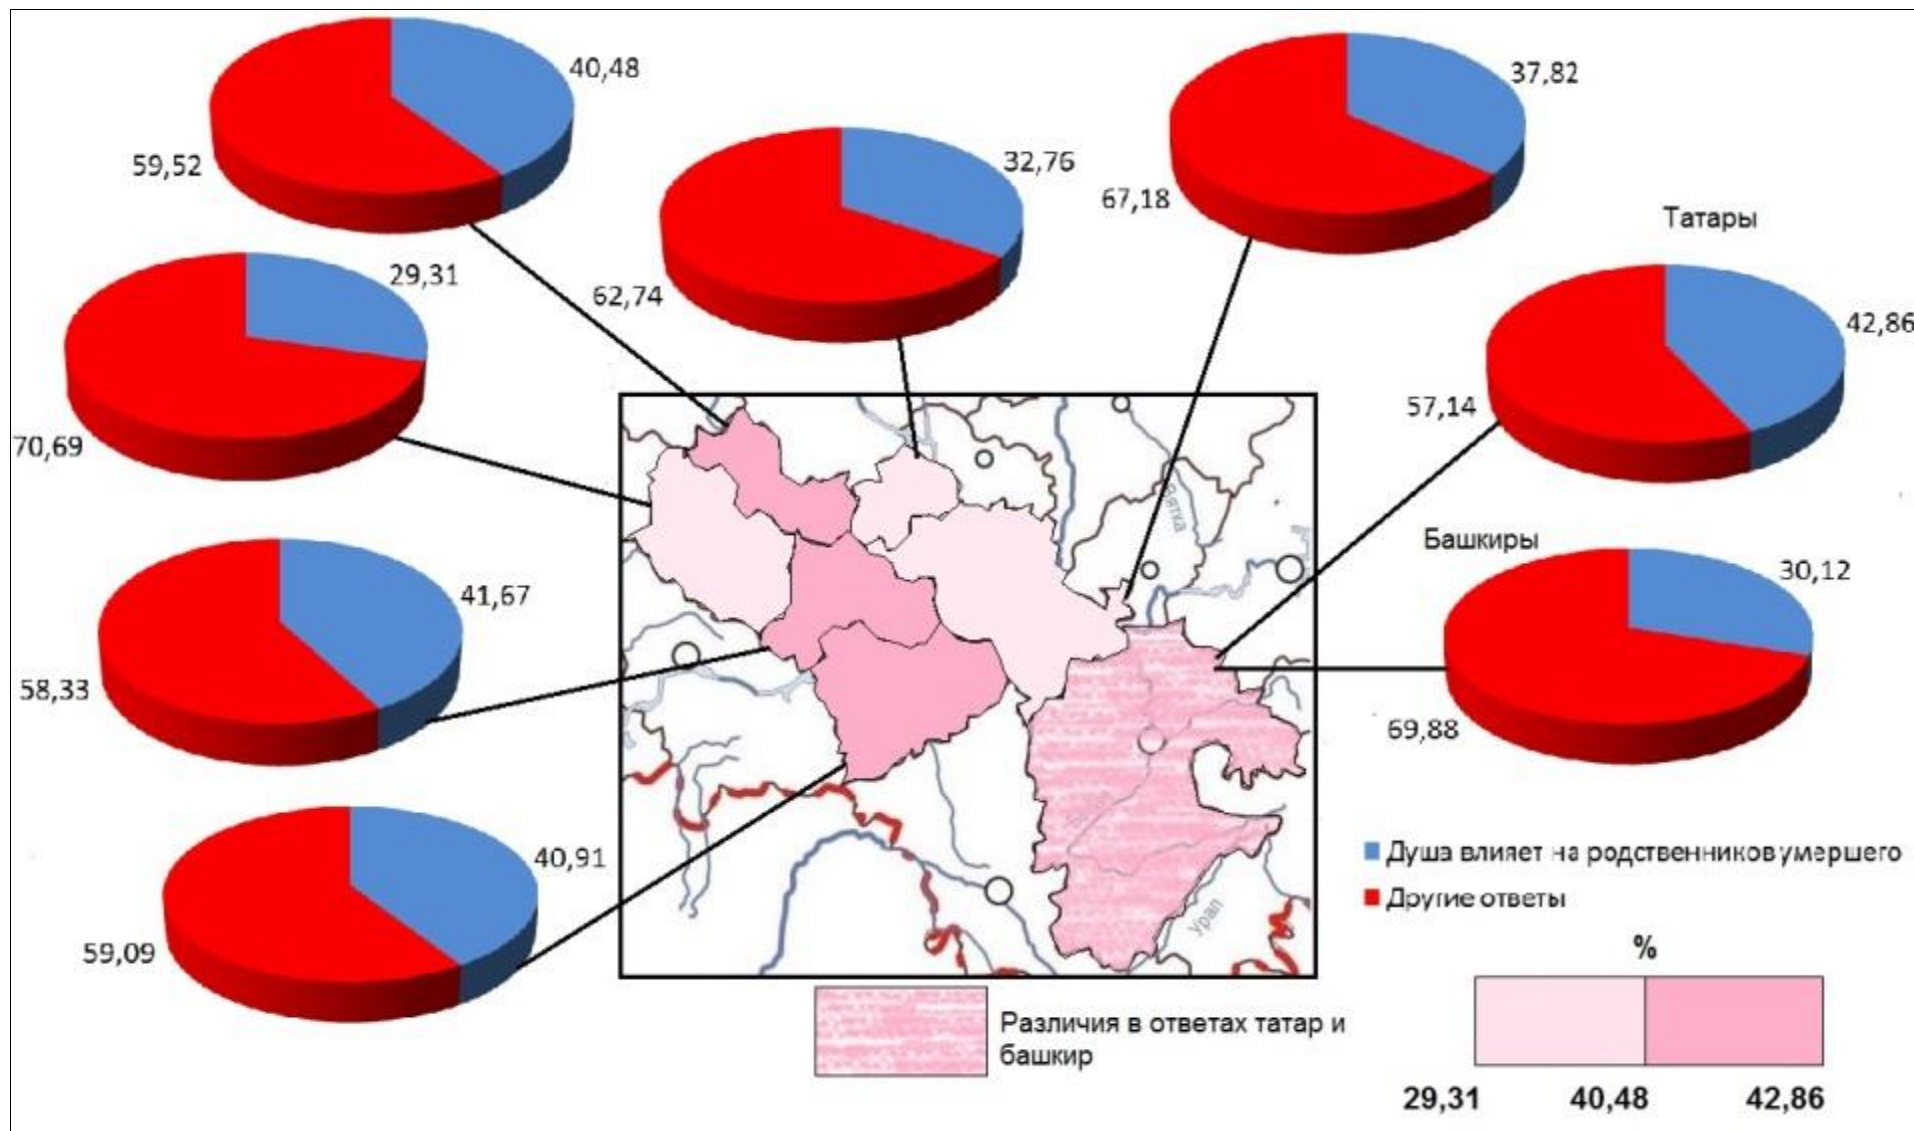 40,48
59,52
37,82
67,18
32,76
62,74
Татары
42,86
57,14
29,31
70,69
Вятка
Башкиры
30,12
69,88
41,67
58,33
40,91
59,09
Урал
Душа влияет на родственников умершего
Другие ответы
%
29,31 40,48 42,86
Различия в ответах татар и
башкир